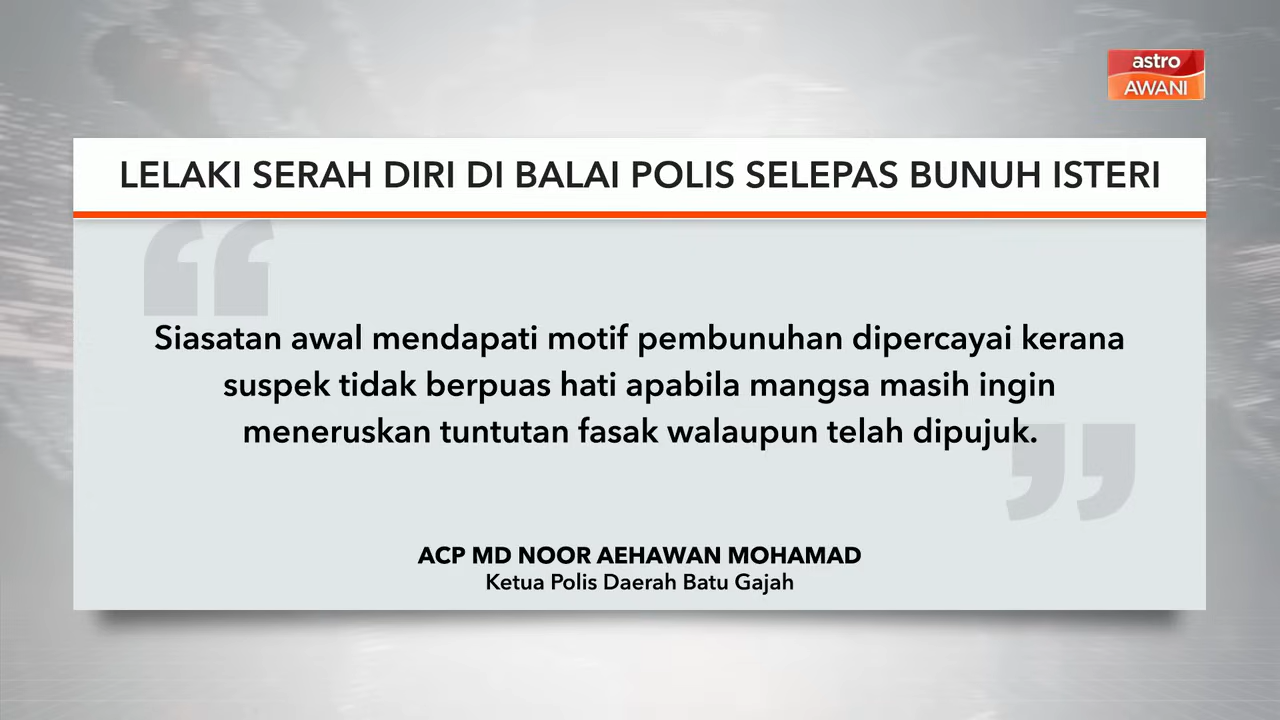 astro
AWANI
LELAKI SERAH DIRI DI BALAI POLIS SELEPAS BUNUH ISTERI
“
Siasatan awal mendapati motif pembunuhan dipercayai kerana
suspek tidak berpuas hati apabila mangsa masih ingin
meneruskan tuntutan fasak walaupun telah dipujuk.
”
ACP MD NOOR AEHAWAN MOHAMAD
Ketua Polis Daerah Batu Gajah